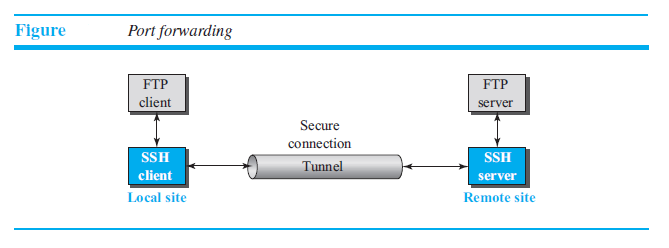 Figure Port forwarding
FTP
client
FTP
server
Secure
connection
SSH
client
Tunnel
SSH
server
Local site
Remote site